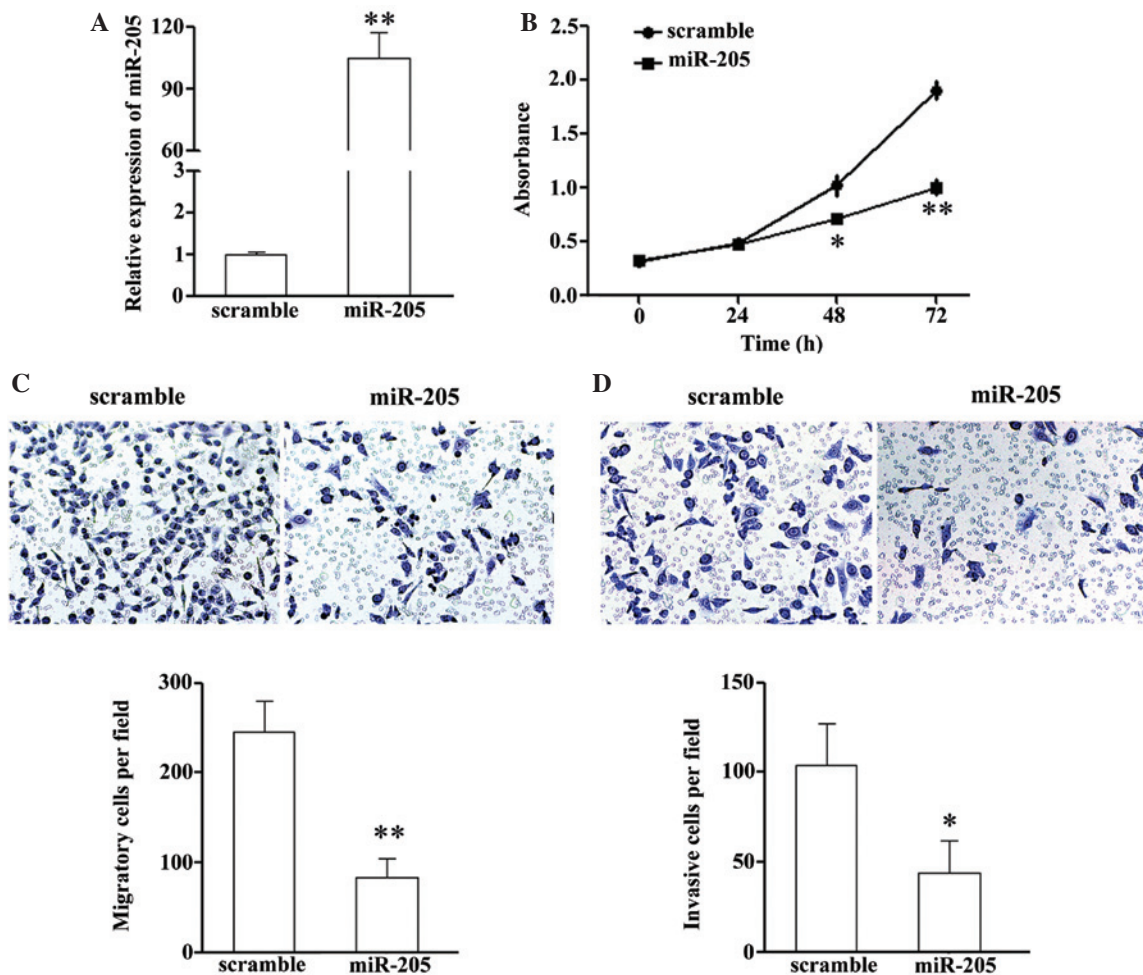 A
Relative expression of miR-205
120
90
60
3
2
1
0
**
scramble
miR-205
B
Absorbance
2.5
2.0
1.5
1.0
0.5
0.0
scramble
miR-205
*
**
0
24
48
72
Time (h)
C
scramble
miR-205
Migratory cells per field
300
200
100
0
**
scramble
miR-205
D
scramble
miR-205
Invasive cells per field
150
100
50
0
*
scramble
miR-205